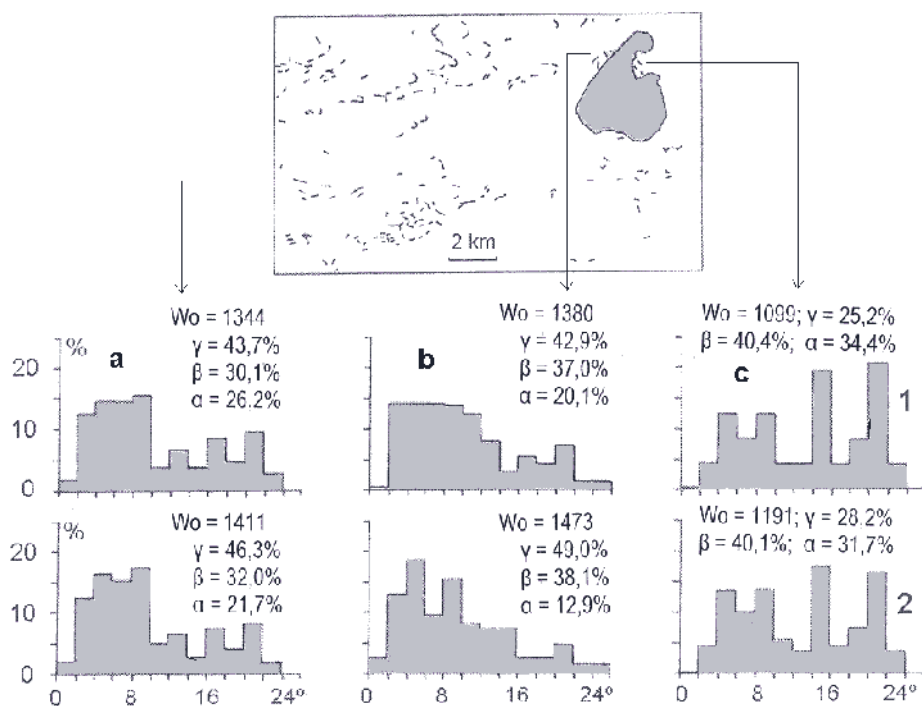 2 km
Wo = 1344
γ = 43,7%
β = 30,1%
α = 26,2%
Wo = 1380
γ = 42,9%
β = 37,0%
α = 20,1%
Wo = 1099; γ = 25,2%
β = 40,4%; α = 34,4%
% a b c
20
10
0
1
Wo = 1411
γ = 46,3%
β = 32,0%
α = 21,7%
Wo = 1473
γ = 49,0%
β = 38,1%
α = 12,9%
Wo = 1191; γ = 28,2%
β = 40,1%; α = 31,7%
%
20
10
0
2
0 8 16 24º 0 8 16 24º 0 8 16 24º